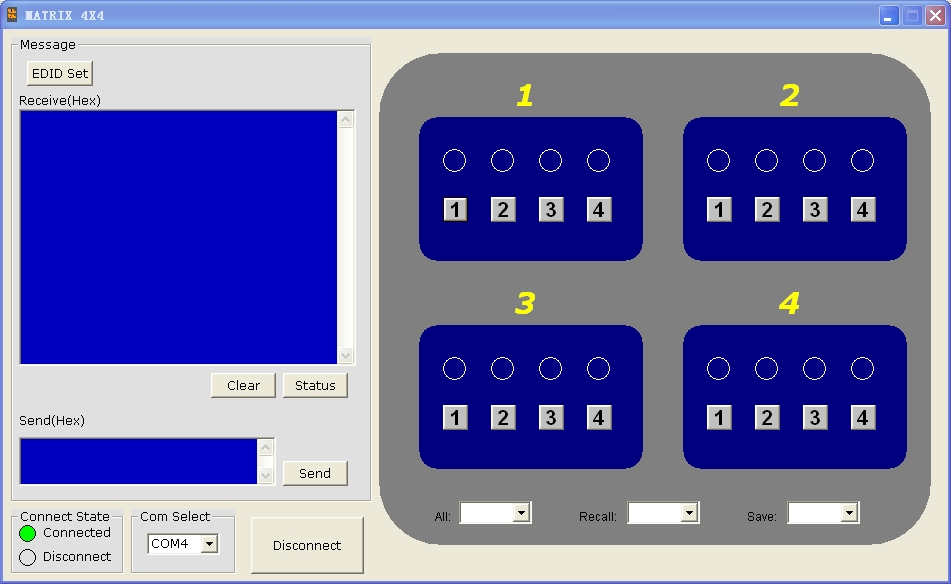 MATRIX 4X4
Message
EDID Set
Receive(Hex)
Clear Status
Send(Hex)
Send
Connect State
Connected
Disconnect
Com Select
COM4
Disconnect
1 2
1 2 3 4 1 2 3 4
3 4
1 2 3 4 1 2 3 4
All: Recall: Save: